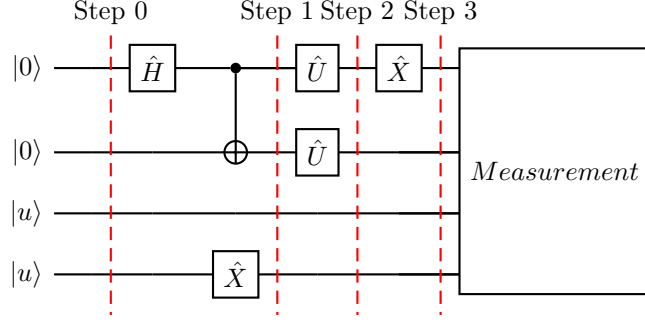 Step 0 Step 1 Step 2 Step 3
|0⟩ Ĥ Û X̂
|0⟩ Û
Measurement
|u⟩
|u⟩ X̂